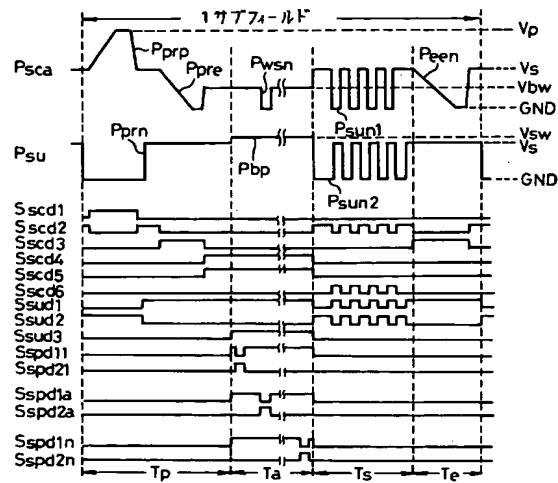 1サブフィールド
Pprp
Vp
Psca
Ppre
Pwsn
Peen
Vs
Vbw
GND
Psun1
Pprn
Vsw
Psu
Pbp
Vs
GND
Psun2
Sscd1
Sscd2
Sscd3
Sscd4
Sscd5
Sscd6
Ssud1
Ssud2
Ssud3
Sspd11
Sspd21
Sspd1a
Sspd2a
Sspd1n
Sspd2n
Tp Ta Ts Te